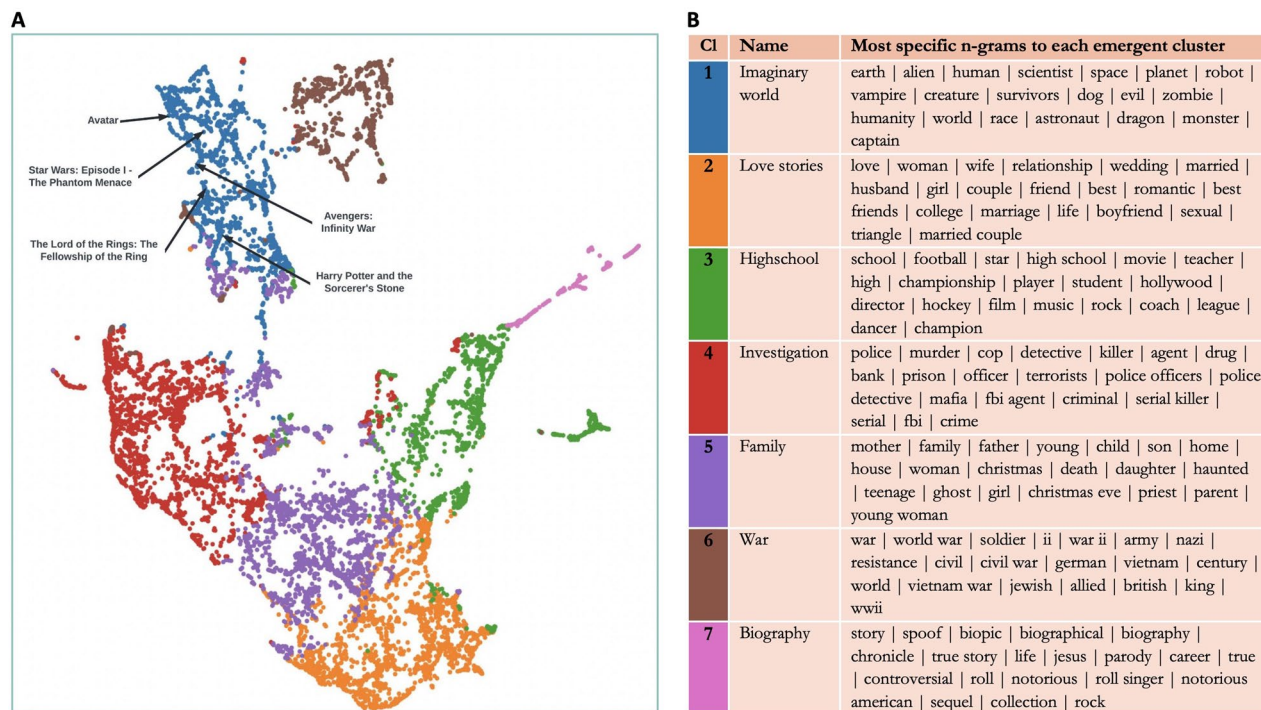 A
Avatar
Star Wars: Episode I -
The Phantom Menace
Avengers:
Infinity War
The Lord of the Rings: The
Fellowship of the Ring
Harry Potter and the
Sorcerer's Stone
B
Cl Name Most specific n-grams to each emergent cluster
1 Imaginary earth | alien | human | scientist | space | planet | robot |
world vampire | creature | survivors | dog | evil | zombie |
humanity | world | race | astronaut | dragon | monster |
captain
2 Love stories love | woman | wife | relationship | wedding | married |
husband | girl | couple | friend | best | romantic | best
friends | college | marriage | life | boyfriend | sexual |
triangle | married couple
3 Highschool school | football | star | high school | movie | teacher |
high | championship | player | student | hollywood |
director | hockey | film | music | rock | coach | league |
dancer | champion
4 Investigation police | murder | cop | detective | killer | agent | drug |
bank | prison | officer | terrorists | police officers | police
detective | mafia | fbi agent | criminal | serial killer |
serial | fbi | crime
5 Family mother | family | father | young | child | son | home |
house | woman | christmas | death | daughter | haunted
| teenage | ghost | girl | christmas eve | priest | parent |
young woman
6 War war | world war | soldier | ii | war ii | army | nazi |
resistance | civil | civil war | german | vietnam | century |
world | vietnam war | jewish | allied | british | king |
wwii
7 Biography story | spoof | biopic | biographical | biography |
chronicle | true story | life | jesus | parody | career | true
| controversial | roll | notorious | roll singer | notorious
american | sequel | collection | rock